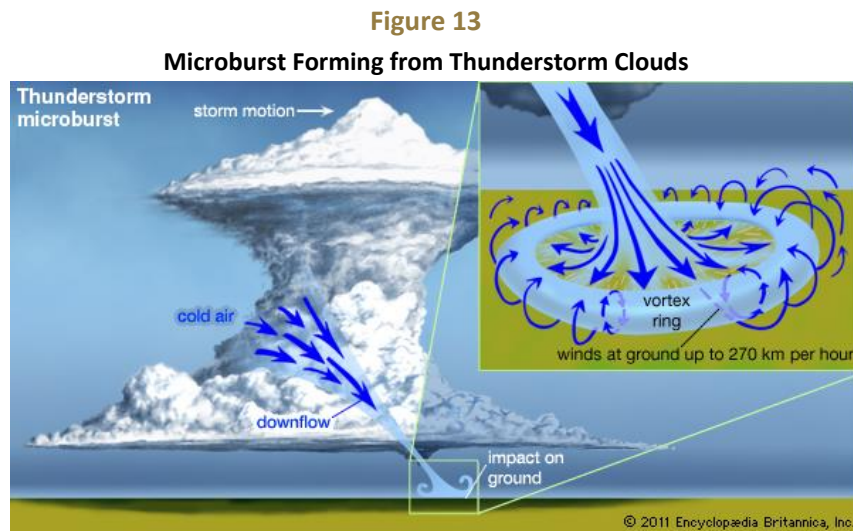 Figure 13
Microburst Forming from Thunderstorm Clouds
Thunderstorm
microburst
storm motion
cold air
downflow
impact on
ground
vortex
ring
winds at ground up to 270 km per hour
© 2011 Encyclopædia Britannica, Inc.